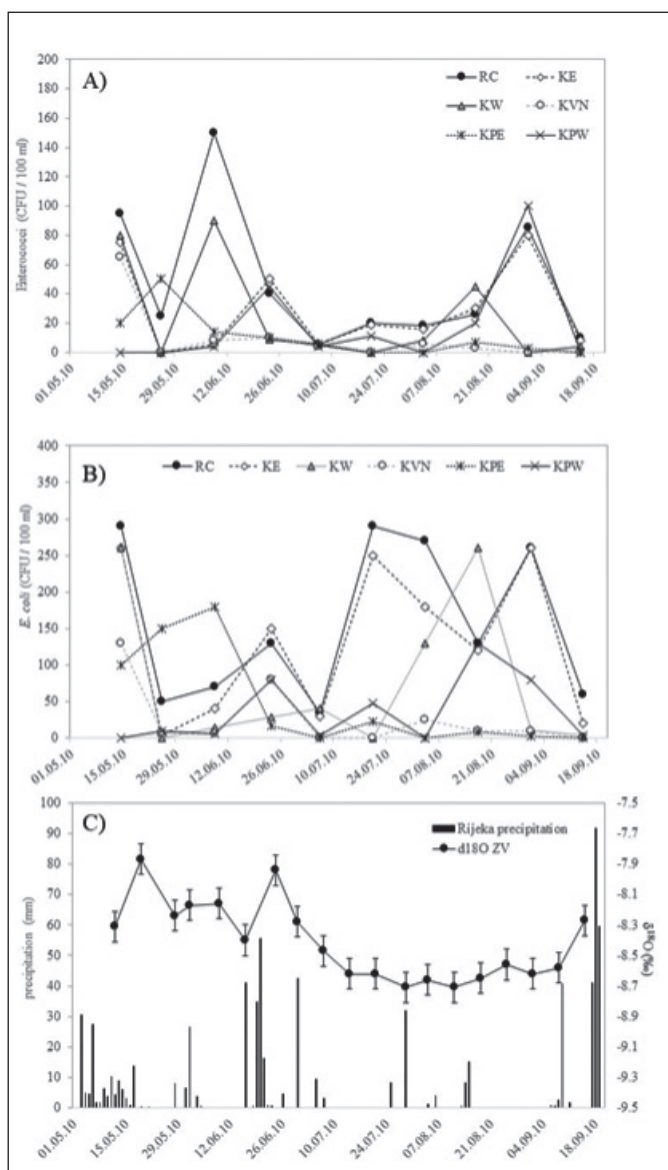 A)
Enterococci (CFU / 100 ml)
200
180
160
140
120
100
80
60
40
20
0
RC KE
KW KVN
KPE KPW
01.05.10 15.05.10 29.05.10 12.06.10 26.06.10 10.07.10 24.07.10 07.08.10 21.08.10 04.09.10 18.09.10
B)
E. coli (CFU / 100 ml)
400
350
300
250
200
150
100
50
0
RC KE KW KVN KPE KPW
01.05.10 15.05.10 29.05.10 12.06.10 26.06.10 10.07.10 24.07.10 07.08.10 21.08.10 04.09.10 18.09.10
C)
precipitation (mm)
100
90
80
70
60
50
40
30
20
10
0
Rijeka precipitation
d18O ZV
-7.5
-7.7
-7.9
-8.1
-8.3
-8.5
-8.7
-8.9
-9.1
-9.3
-9.5
δ18O (‰)
01.05.10 15.05.10 29.05.10 12.06.10 26.06.10 10.07.10 24.07.10 07.08.10 21.08.10 04.09.10 18.09.10